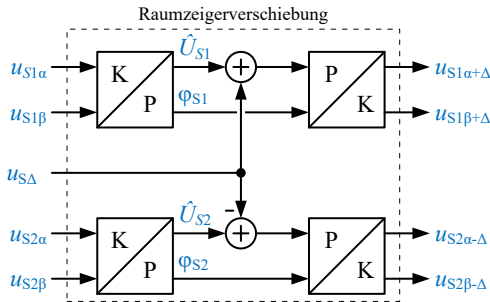 Raumzeigerverschiebung
u_S1α K P Û_S1 + P K u_S1α+Δ
u_S1β φ_S1 u_S1β+Δ
u_SΔ
u_S2α K P Û_S2 − + P K u_S2α-Δ
u_S2β φ_S2 u_S2β-Δ